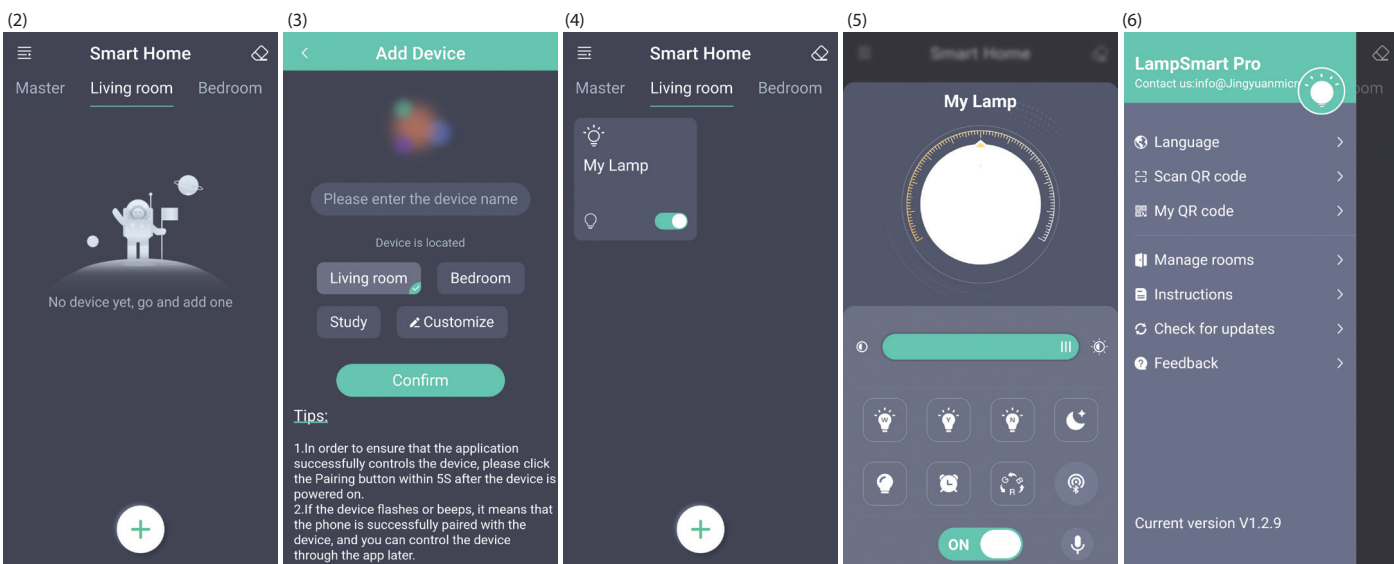 (2)
Smart Home
Master Living room Bedroom
No device yet, go and add one
(3)
Add Device
Please enter the device name
Device is located
Living room Bedroom
Study Customize
Confirm
Tips:
1.In order to ensure that the application
successfully controls the device, please click
the Pairing button within 5S after the device is
powered on.
2.If the device flashes or beeps, it means that
the phone is successfully paired with the
device, and you can control the device
through the app later.
(4)
Smart Home
Master Living room Bedroom
My Lamp
(5)
Smart Home
My Lamp
W Y N
G B
R
ON
(6)
LampSmart Pro
Contact us:info@Jingyuanmicr
oom
Language
Scan QR code
My QR code
Manage rooms
Instructions
Check for updates
Feedback
Current version V1.2.9